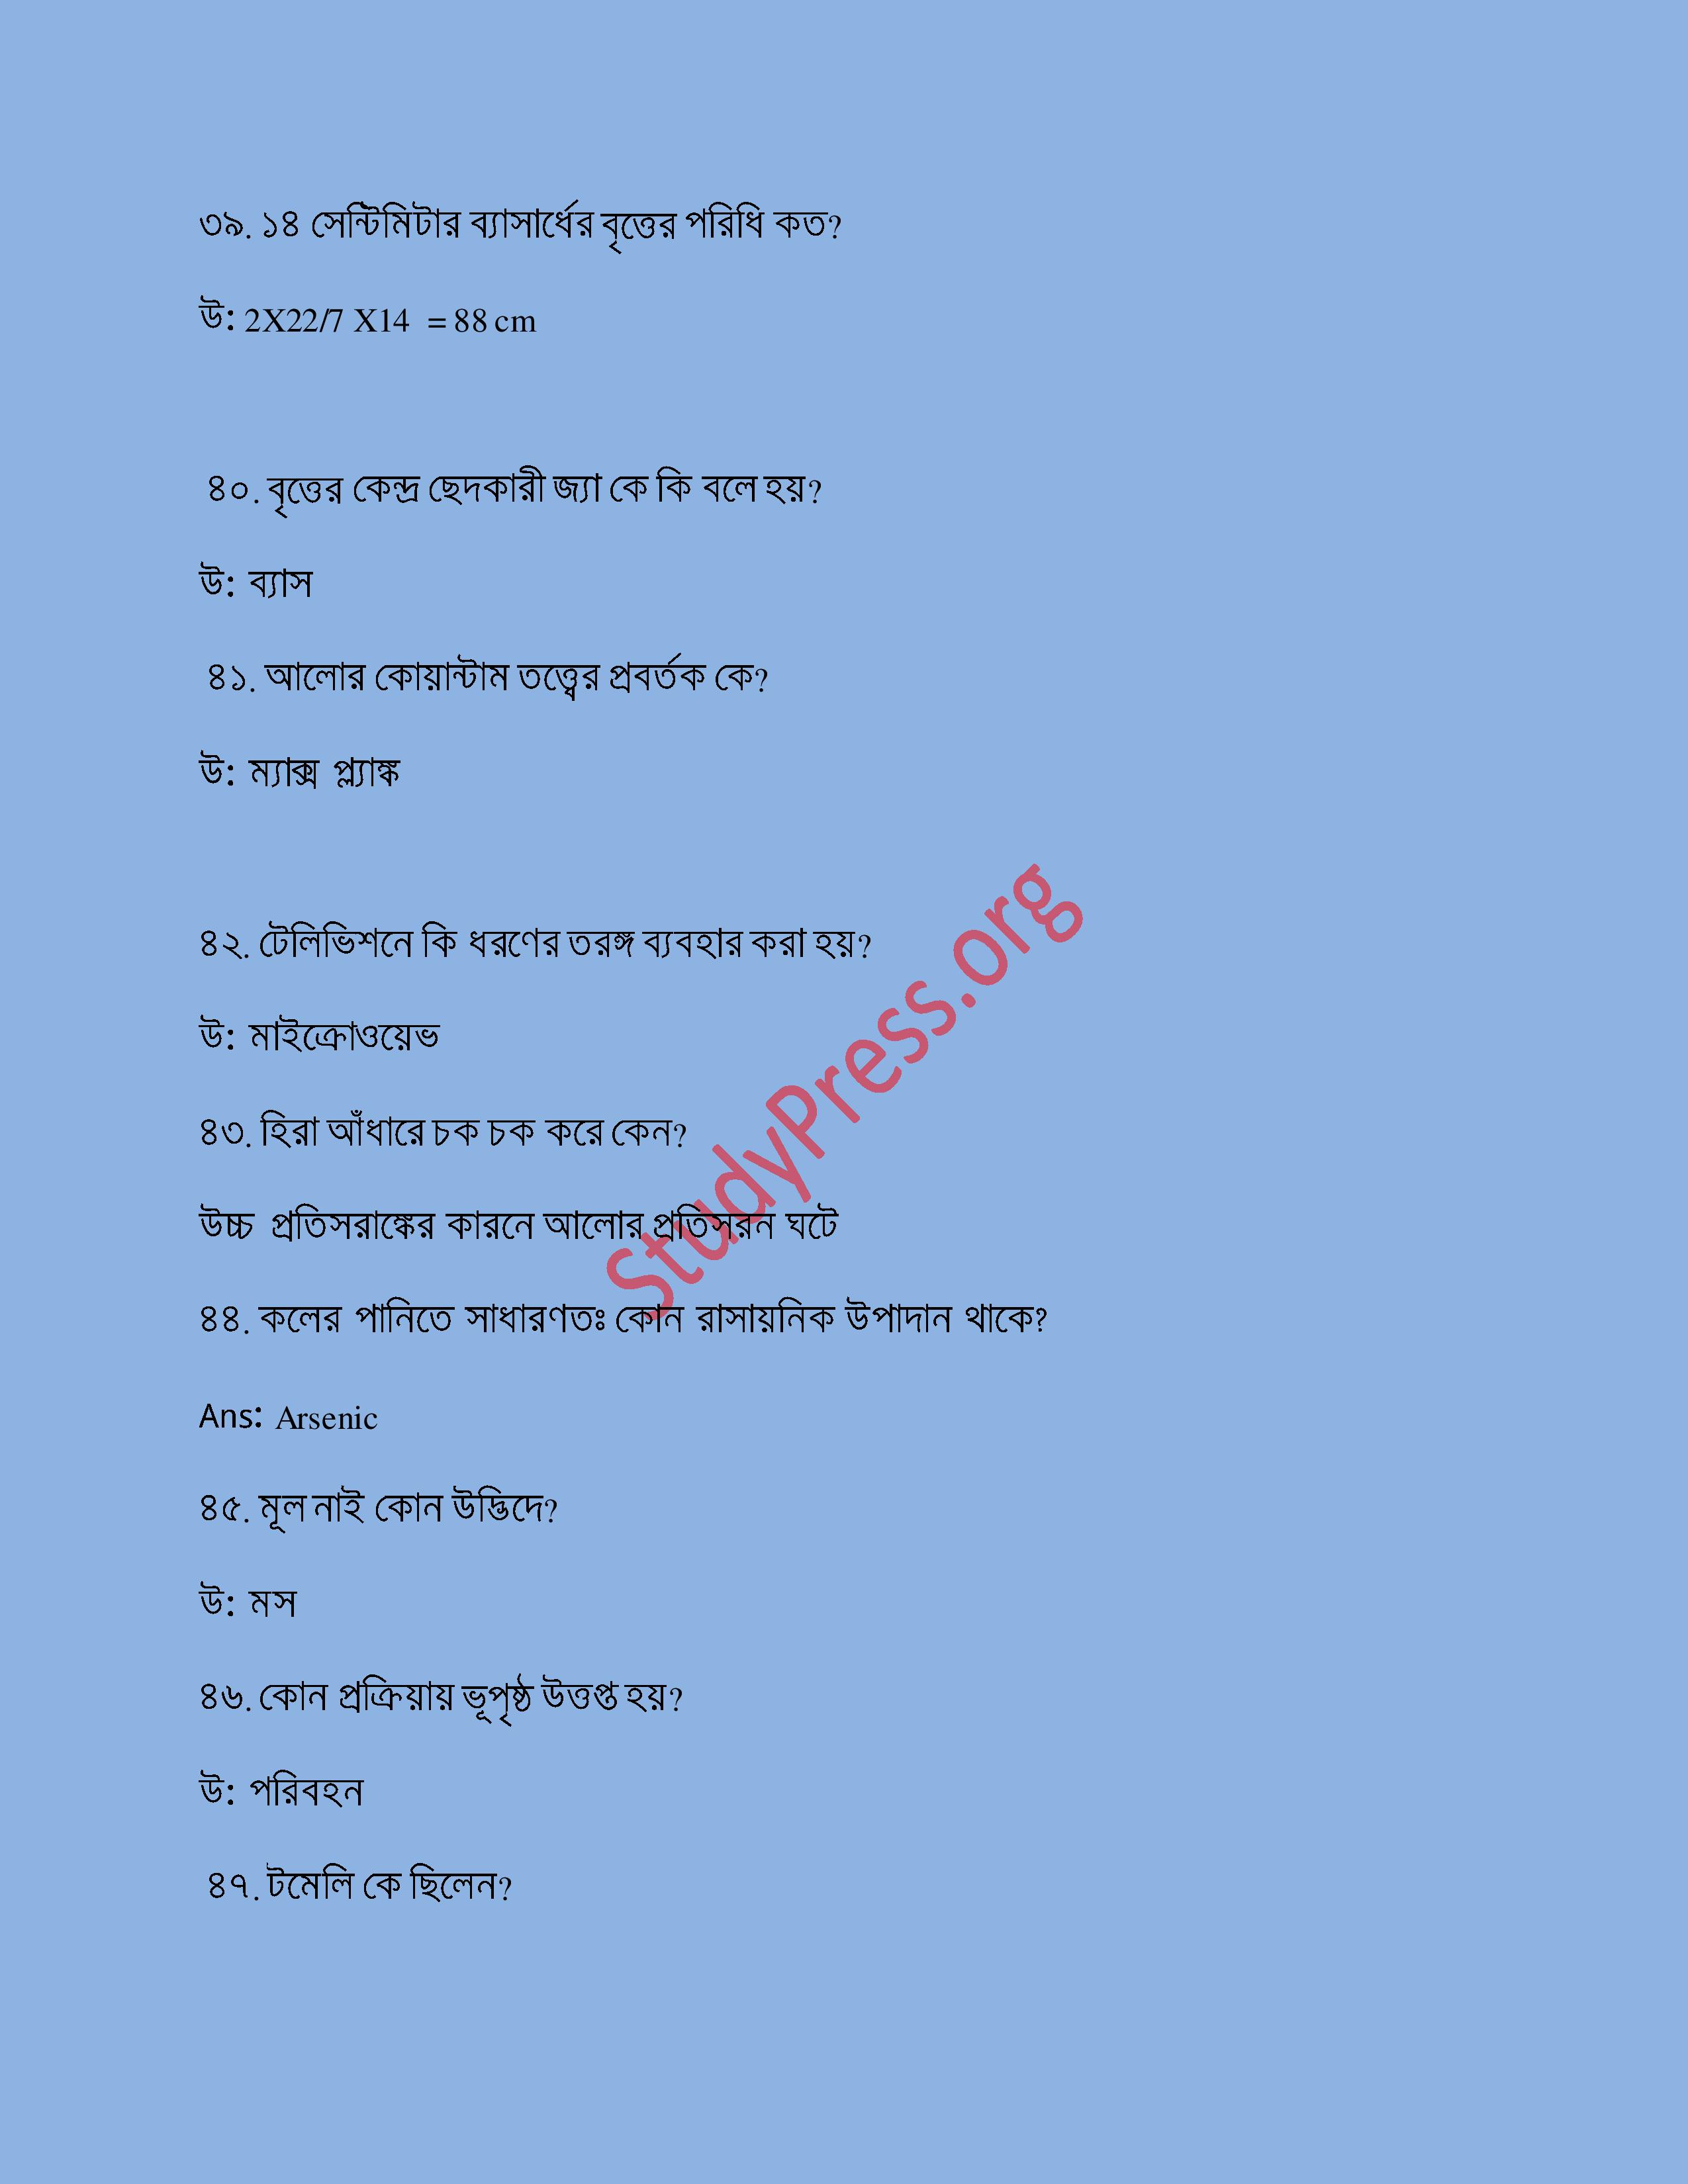 ৩৯. ১৪ সেন্টিমিটার ব্যাসার্ধের বৃত্তের পরিধি কত?
উ: 2X22/7 X14 = 88 cm
৪০. বৃত্তের কেন্দ্র ছেদকারী জ্যা কে কি বলে হয়?
উ: ব্যাস
৪১. আলোর কোয়ান্টাম তত্ত্বের প্রবর্তক কে?
উ: ম্যাক্স প্ল্যাঙ্ক
৪২. টেলিভিশনে কি ধরণের তরঙ্গ ব্যবহার করা হয়?
উ: মাইক্রোওয়েভ
৪৩. হিরা আঁধারে চক চক করে কেন?
উচ্চ প্রতিসরাঙ্কের কারনে আলোর প্রতিসরন ঘটে
৪৪. কলের পানিতে সাধারণতঃ কোন রাসায়নিক উপাদান থাকে?
Ans: Arsenic
৪৫. মূল নাই কোন উদ্ভিদে?
উ: মস
৪৬. কোন প্রক্রিয়ায় ভূপৃষ্ঠ উত্তপ্ত হয়?
উ: পরিবহন
৪৭. টমেলি কে ছিলেন?
StudyPress.org